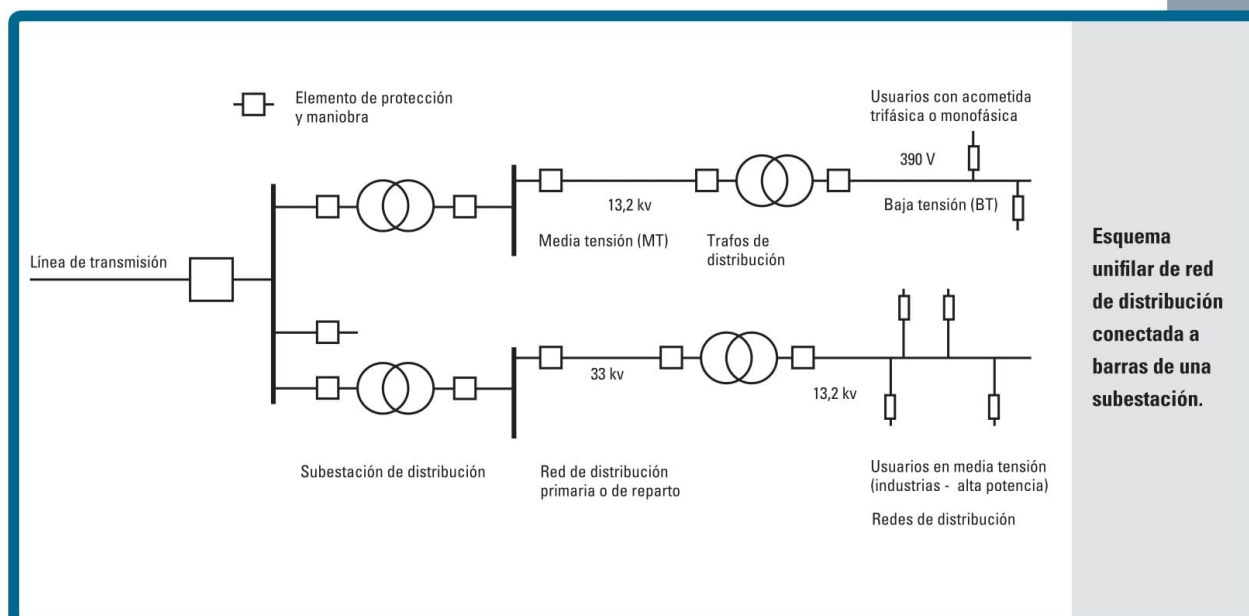 Elemento de protección
y maniobra
Usuarios con acometida
trifásica o monofásica
390 V
13,2 kv
Baja tensión (BT)
Media tensión (MT)
Trafos de
distribución
Línea de transmisión
33 kv
13,2 kv
Subestación de distribución
Red de distribución
primaria o de reparto
Usuarios en media tensión
(industrias - alta potencia)
Redes de distribución
Esquema
unifilar de red
de distribución
conectada a
barras de una
subestación.